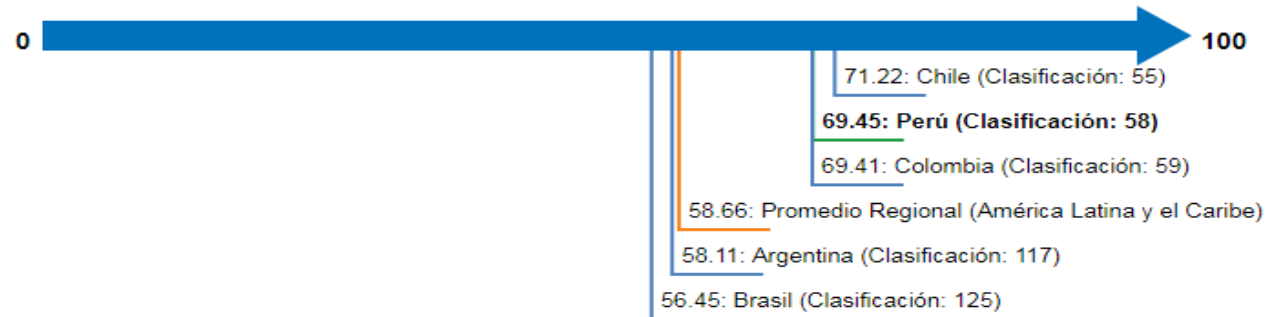 0
100
71.22: Chile (Clasificación: 55)
69.45: Perú (Clasificación: 58)
69.41: Colombia (Clasificación: 59)
58.66: Promedio Regional (América Latina y el Caribe)
58.11: Argentina (Clasificación: 117)
56.45: Brasil (Clasificación: 125)